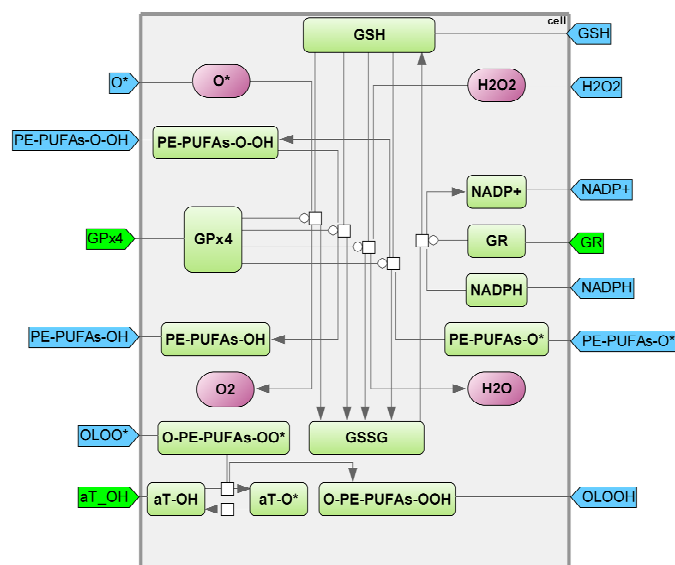 cell
GSH
GSH
O*
O*
H2O2
H2O2
PE-PUFAs-O-OH
PE-PUFAs-O-OH
NADP+
NADP+
GPx4
GPx4
GR
GR
NADPH
NADPH
PE-PUFAs-OH
PE-PUFAs-OH
PE-PUFAs-O*
PE-PUFAs-O*
O2
H2O
OLOO*
O-PE-PUFAs-OO*
GSSG
aT_OH
aT-OH
aT-O*
O-PE-PUFAs-OOH
OLOOH